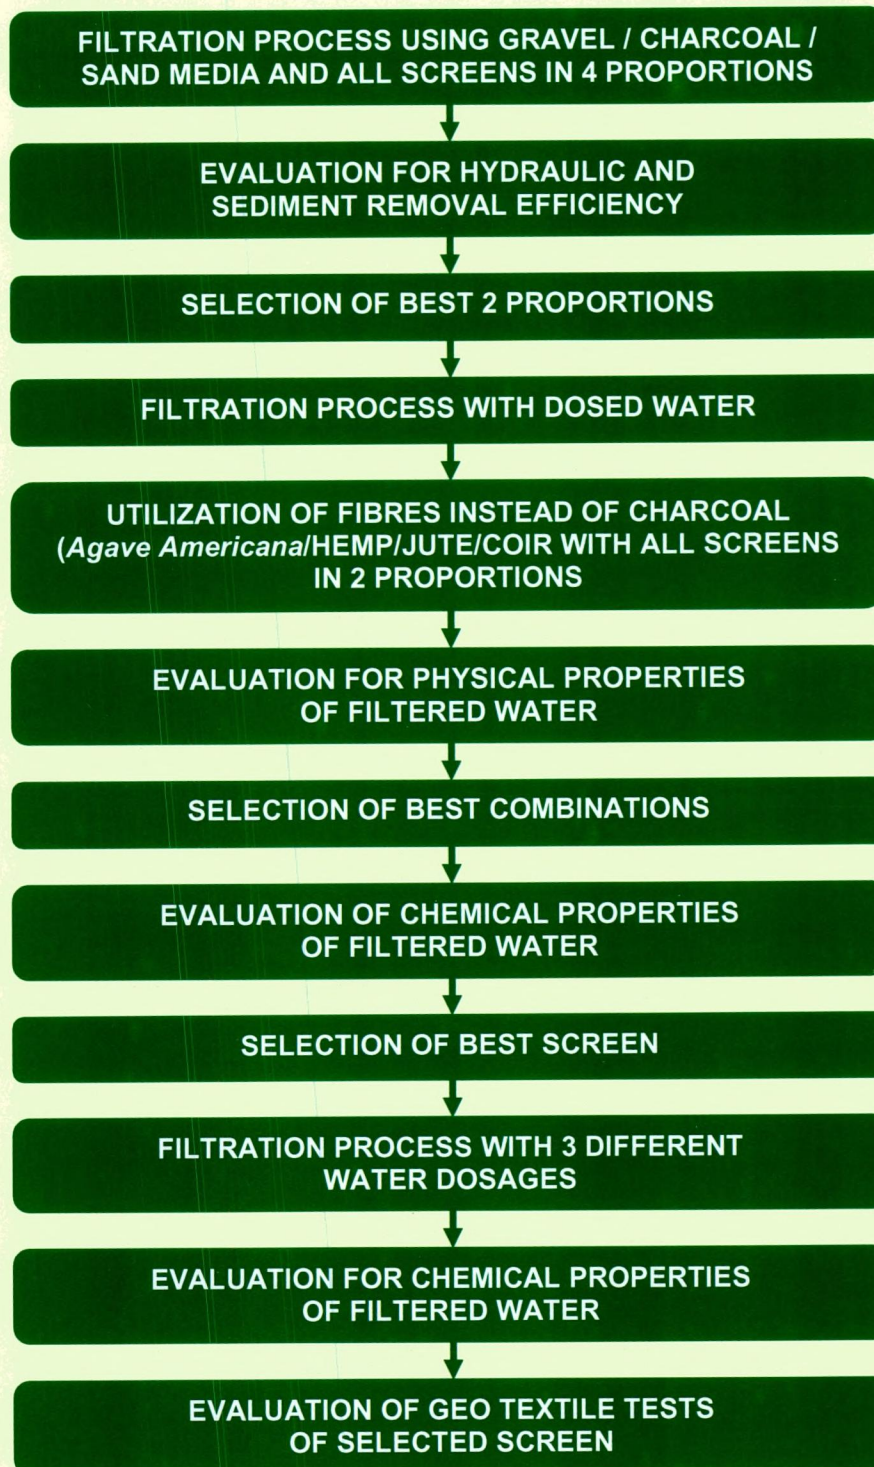 FILTRATION PROCESS USING GRAVEL / CHARCOAL /
SAND MEDIA AND ALL SCREENS IN 4 PROPORTIONS
EVALUATION FOR HYDRAULIC AND
SEDIMENT REMOVAL EFFICIENCY
SELECTION OF BEST 2 PROPORTIONS
FILTRATION PROCESS WITH DOSED WATER
UTILIZATION OF FIBRES INSTEAD OF CHARCOAL
(Agave Americana/HEMP/JUTE/COIR WITH ALL SCREENS
IN 2 PROPORTIONS
EVALUATION FOR PHYSICAL PROPERTIES
OF FILTERED WATER
SELECTION OF BEST COMBINATIONS
EVALUATION OF CHEMICAL PROPERTIES
OF FILTERED WATER
SELECTION OF BEST SCREEN
FILTRATION PROCESS WITH 3 DIFFERENT
WATER DOSAGES
EVALUATION FOR CHEMICAL PROPERTIES
OF FILTERED WATER
EVALUATION OF GEO TEXTILE TESTS
OF SELECTED SCREEN